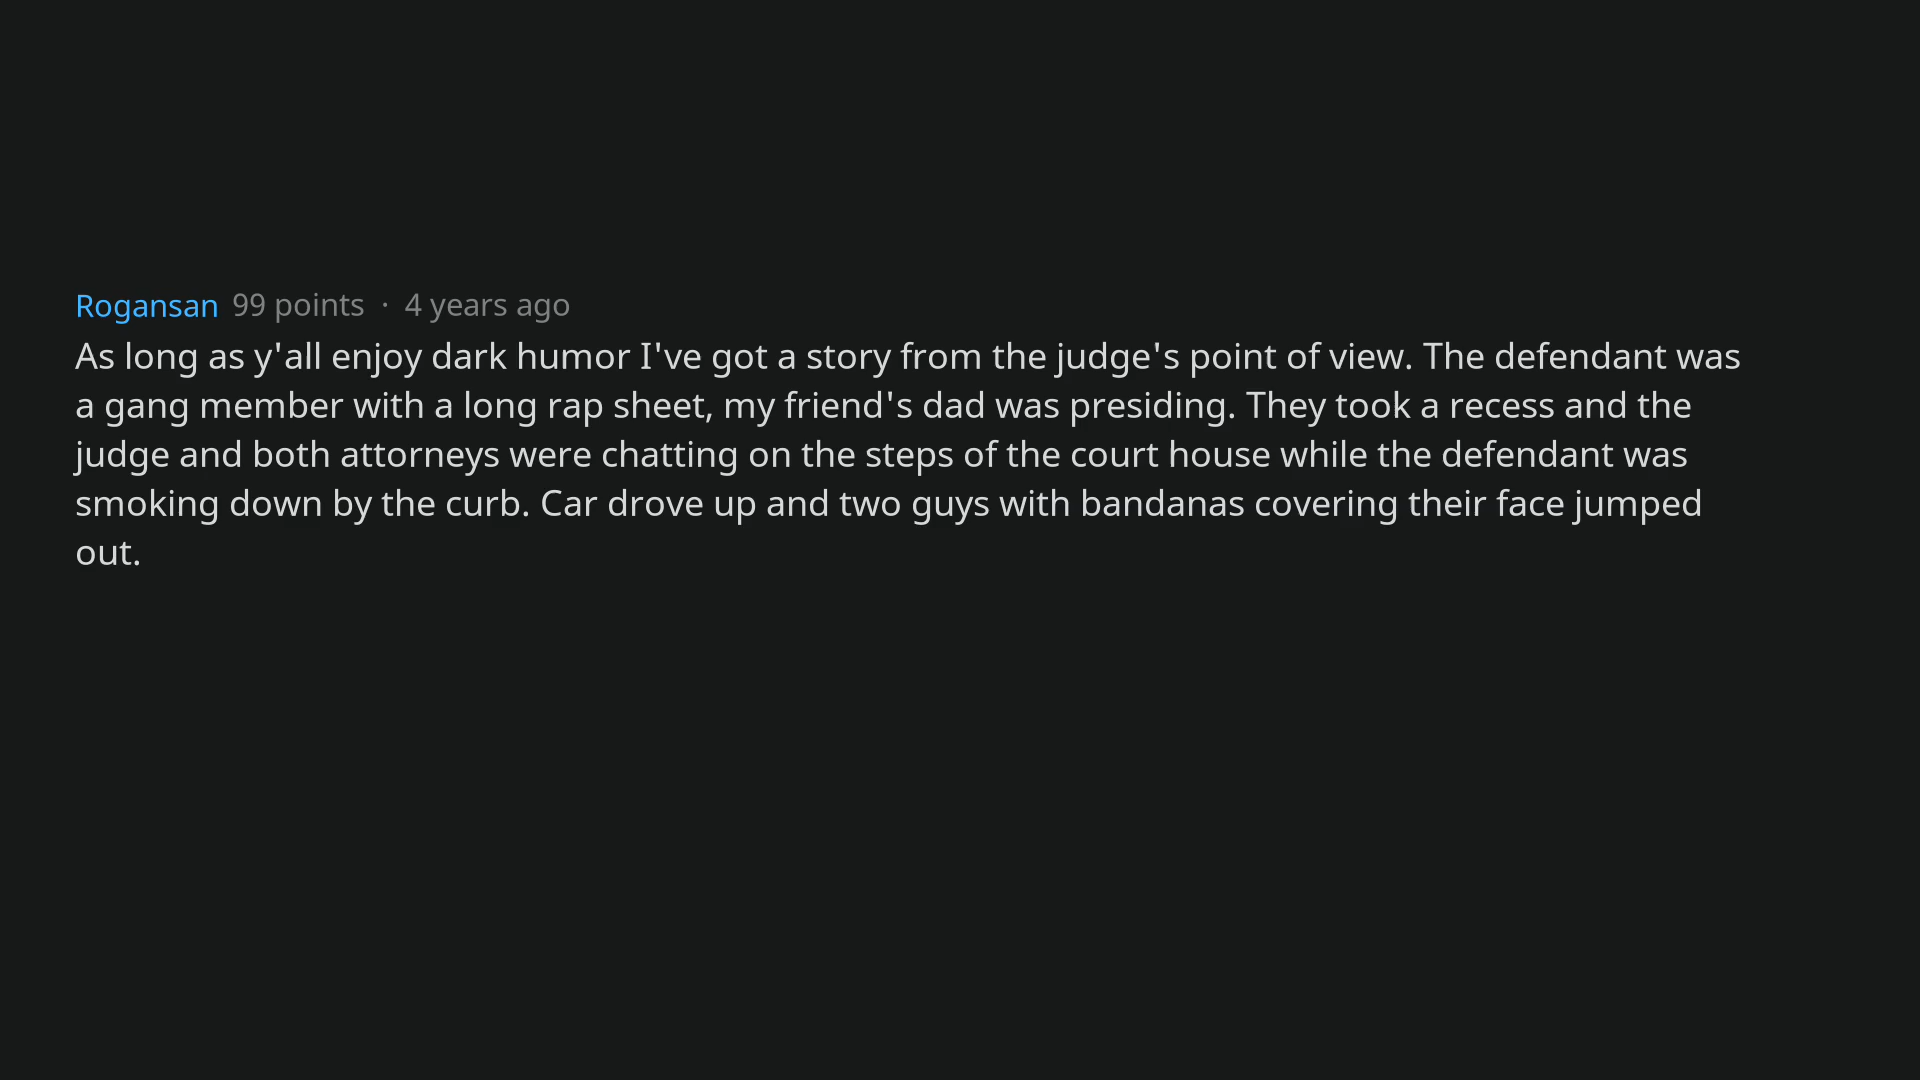 Rogansan 99 points · 4 years ago
As long as y'all enjoy dark humor I've got a story from the judge's point of view. The defendant was
a gang member with a long rap sheet, my friend's dad was presiding. They took a recess and the
judge and both attorneys were chatting on the steps of the court house while the defendant was
smoking down by the curb. Car drove up and two guys with bandanas covering their face jumped
out.